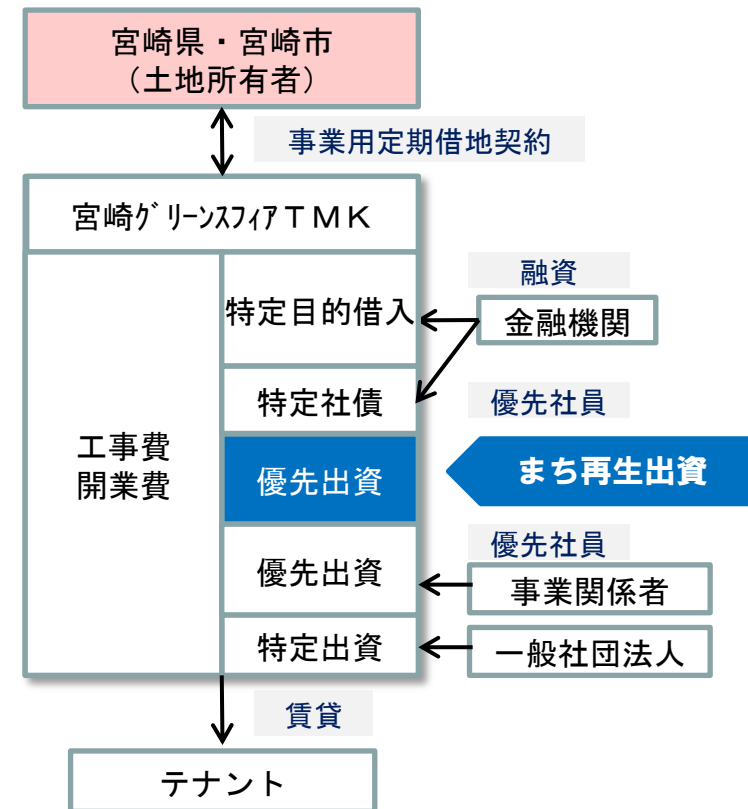 宮崎県・宮崎市
（土地所有者）
事業用定期借地契約
宮崎ｸﾞﾘｰﾝｽﾌｨｱＴＭＫ
融資
特定目的借入
金融機関
特定社債
優先社員
工事費
開業費
優先出資
まち再生出資
優先社員
優先出資
事業関係者
特定出資
一般社団法人
賃貸
テナント